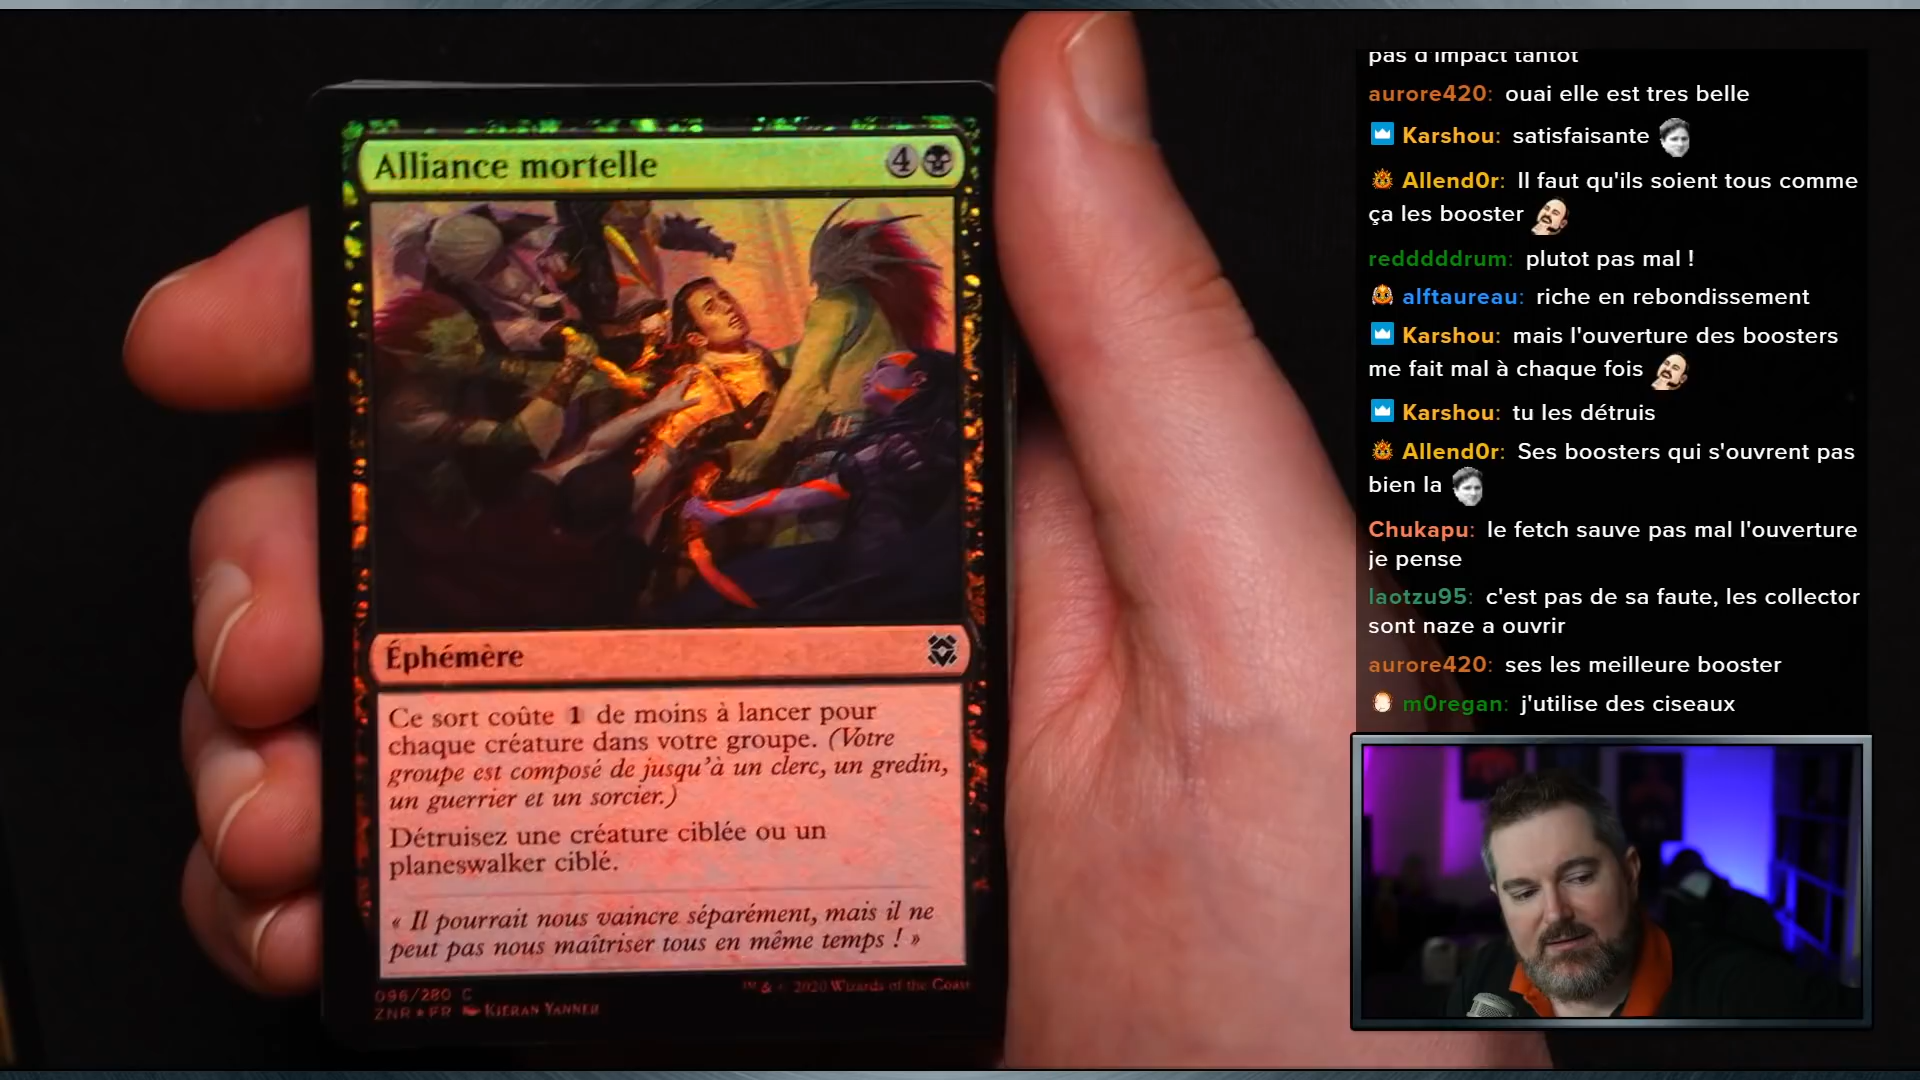 Alliance mortelle 4
Éphémère
Ce sort coûte 1 de moins à lancer pour
chaque créature dans votre groupe. (Votre
groupe est composé de jusqu'à un clerc, un gredin,
un guerrier et un sorcier.)
Détruisez une créature ciblée ou un
planeswalker ciblé.
« Il pourrait nous vaincre séparément, mais il ne
peut pas nous maîtriser tous en même temps ! »
096/280 C
ZNR • FR KIERAN YANNER
™ & © 2020 Wizards of the Coast
pas d'impact tantot
aurore420: ouai elle est tres belle
Karshou: satisfaisante
Allend0r: Il faut qu'ils soient tous comme
ça les booster
redddddrum: plutot pas mal !
alftaureau: riche en rebondissement
Karshou: mais l'ouverture des boosters
me fait mal à chaque fois
Karshou: tu les détruis
Allend0r: Ses boosters qui s'ouvrent pas
bien la
Chukapu: le fetch sauve pas mal l'ouverture
je pense
laotzu95: c'est pas de sa faute, les collector
sont naze a ouvrir
aurore420: ses les meilleure booster
m0regan: j'utilise des ciseaux